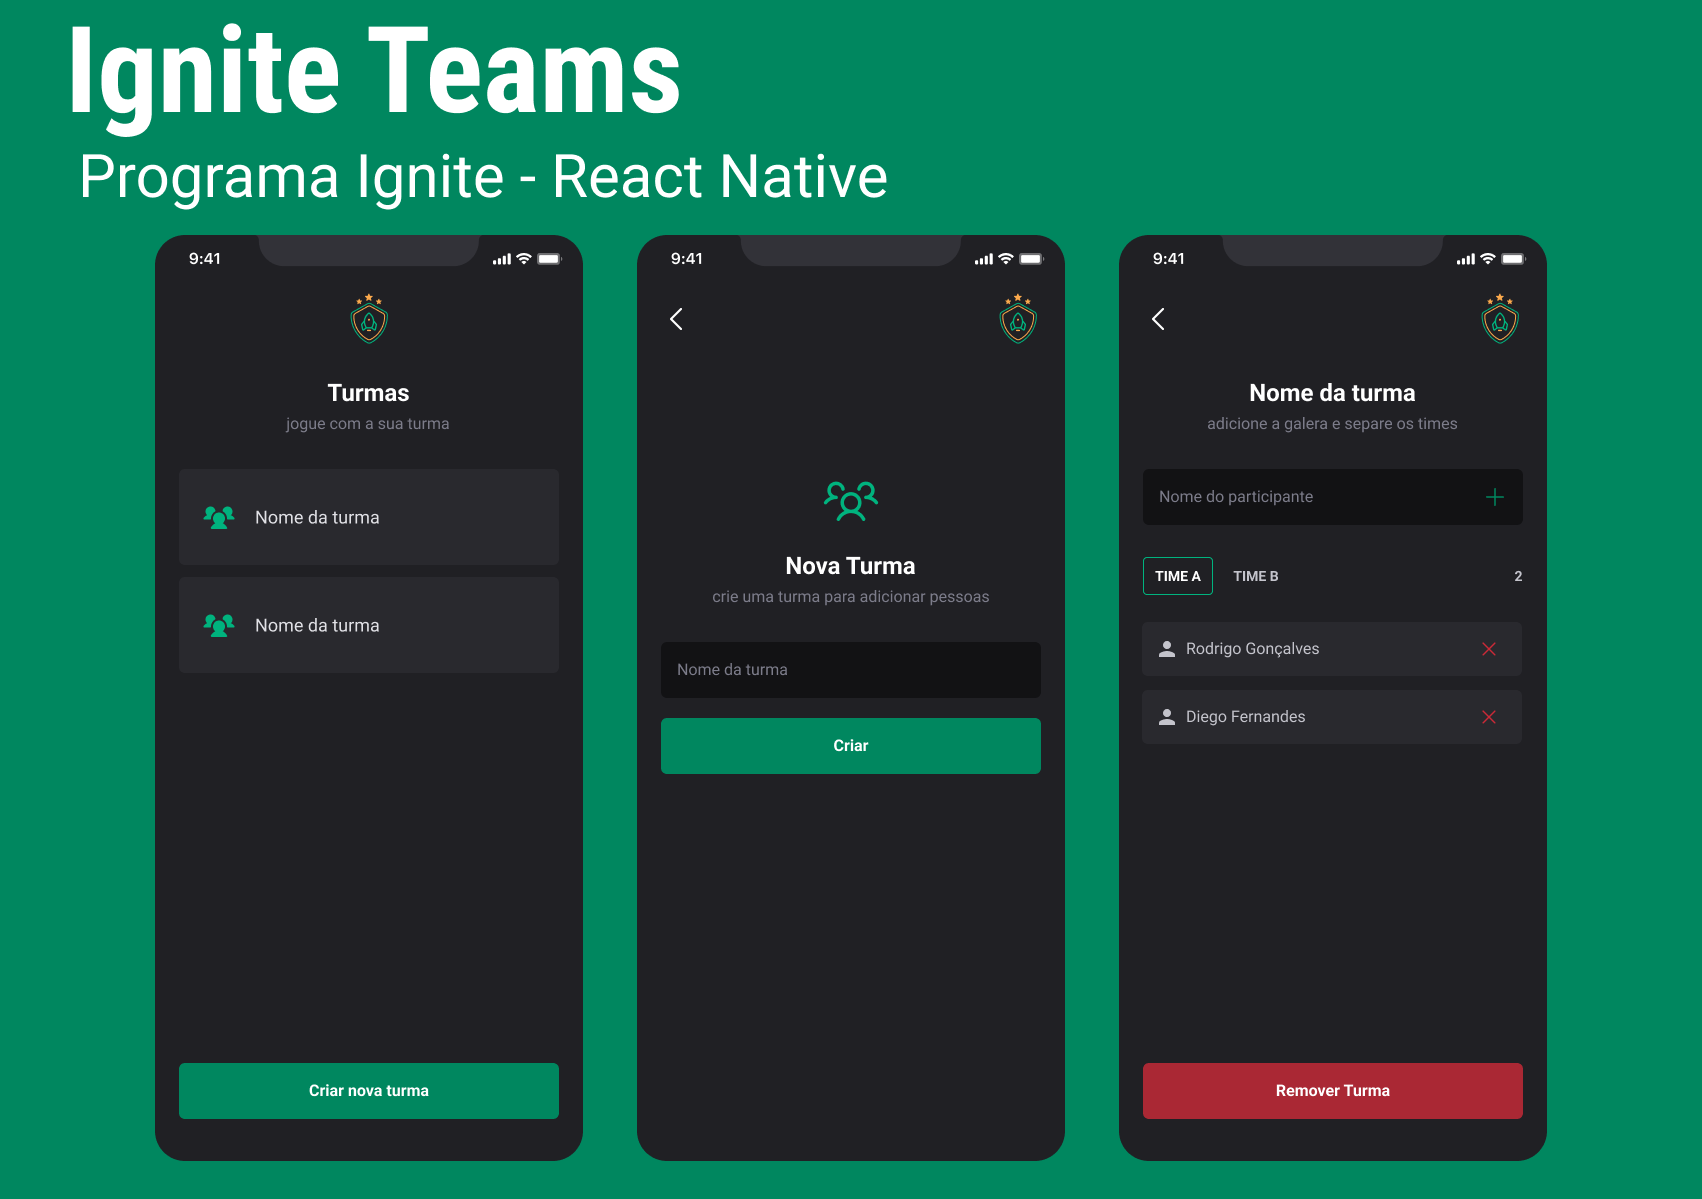 Ignite Teams
Programa Ignite - React Native
9:41
Turmas
jogue com a sua turma
Nome da turma
Nome da turma
Criar nova turma
9:41
Nova Turma
crie uma turma para adicionar pessoas
Nome da turma
Criar
9:41
Nome da turma
adicione a galera e separe os times
Nome do participante
TIME A TIME B 2
Rodrigo Gonçalves
Diego Fernandes
Remover Turma